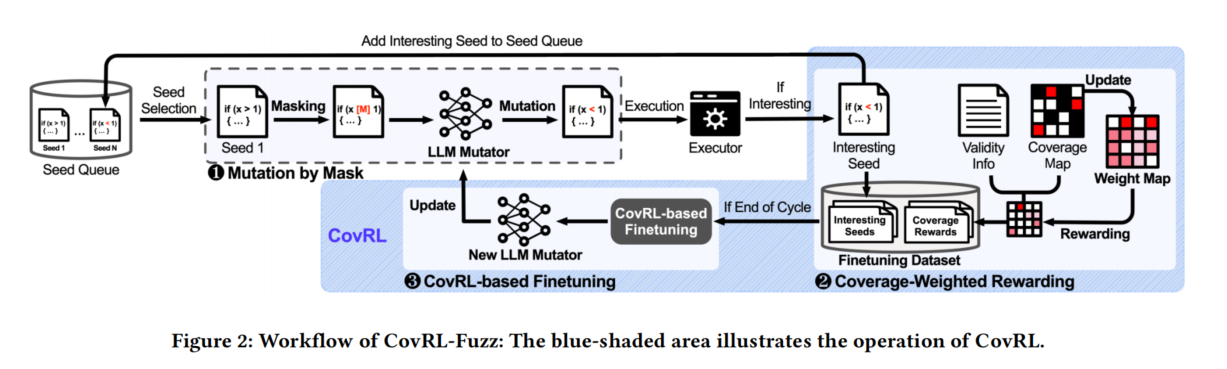 Add Interesting Seed to Seed Queue
if (x > 1)
{ ... }
Seed 1
...
if (x < 1)
{ ... }
Seed N
Seed Queue
Seed
Selection
if (x > 1)
{ ... }
Seed 1
Masking
if (x [M] 1)
{ ... }
LLM Mutator
Mutation
if (x < 1)
{ ... }
❶ Mutation by Mask
Execution
Executor
If
Interesting
if (x < 1)
{ ... }
Interesting
Seed
Validity
Info
Coverage
Map
Update
Weight Map
Rewarding
Interesting
Seeds
Coverage
Rewards
Finetuning Dataset
❷ Coverage-Weighted Rewarding
If End of Cycle
CovRL-based
Finetuning
New LLM Mutator
Update
❸ CovRL-based Finetuning
CovRL
Figure 2: Workflow of CovRL-Fuzz: The blue-shaded area illustrates the operation of CovRL.